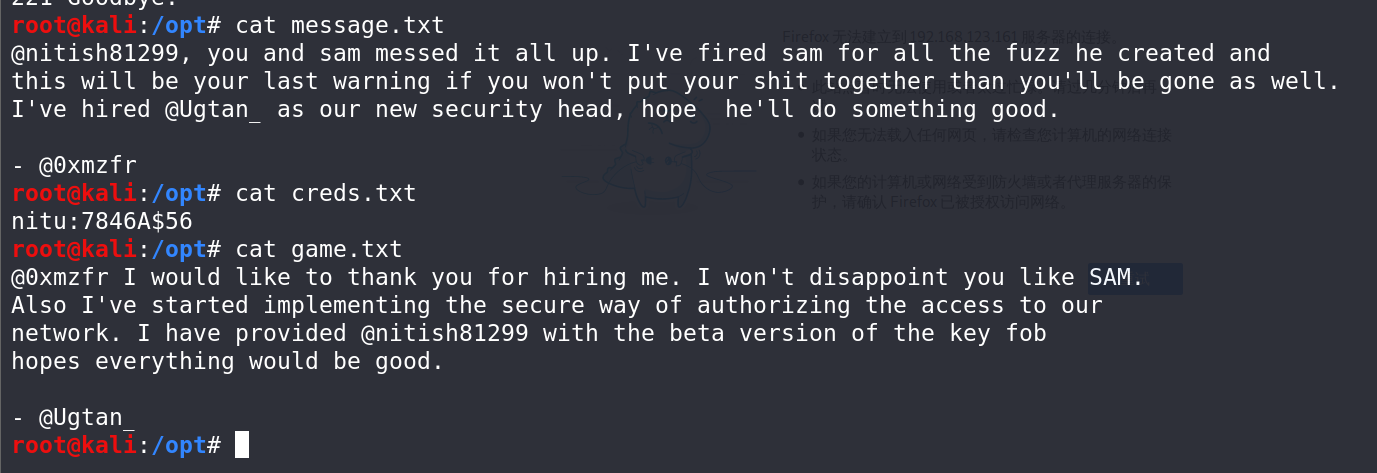 221 Goodbye.
root@kali:/opt# cat message.txt
@nitish81299, you and sam messed it all up. I've fired sam for all the fuzz he created and
this will be your last warning if you won't put your shit together than you'll be gone as well.
I've hired @Ugtan_ as our new security head, hope  he'll do something good.
- @0xmzfr
root@kali:/opt# cat creds.txt
nitu:7846A$56
root@kali:/opt# cat game.txt
@0xmzfr I would like to thank you for hiring me. I won't disappoint you like SAM.
Also I've started implementing the secure way of authorizing the access to our
network. I have provided @nitish81299 with the beta version of the key fob
hopes everything would be good.
- @Ugtan_
root@kali:/opt#
Firefox 无法建立到 192.168.123.161 服务器的连接。
如果您无法载入任何网页，请检查您计算机的网络连接
状态。
如果您的计算机或网络受到防火墙或者代理服务器的保
护，请确认 Firefox 已被授权访问网络。